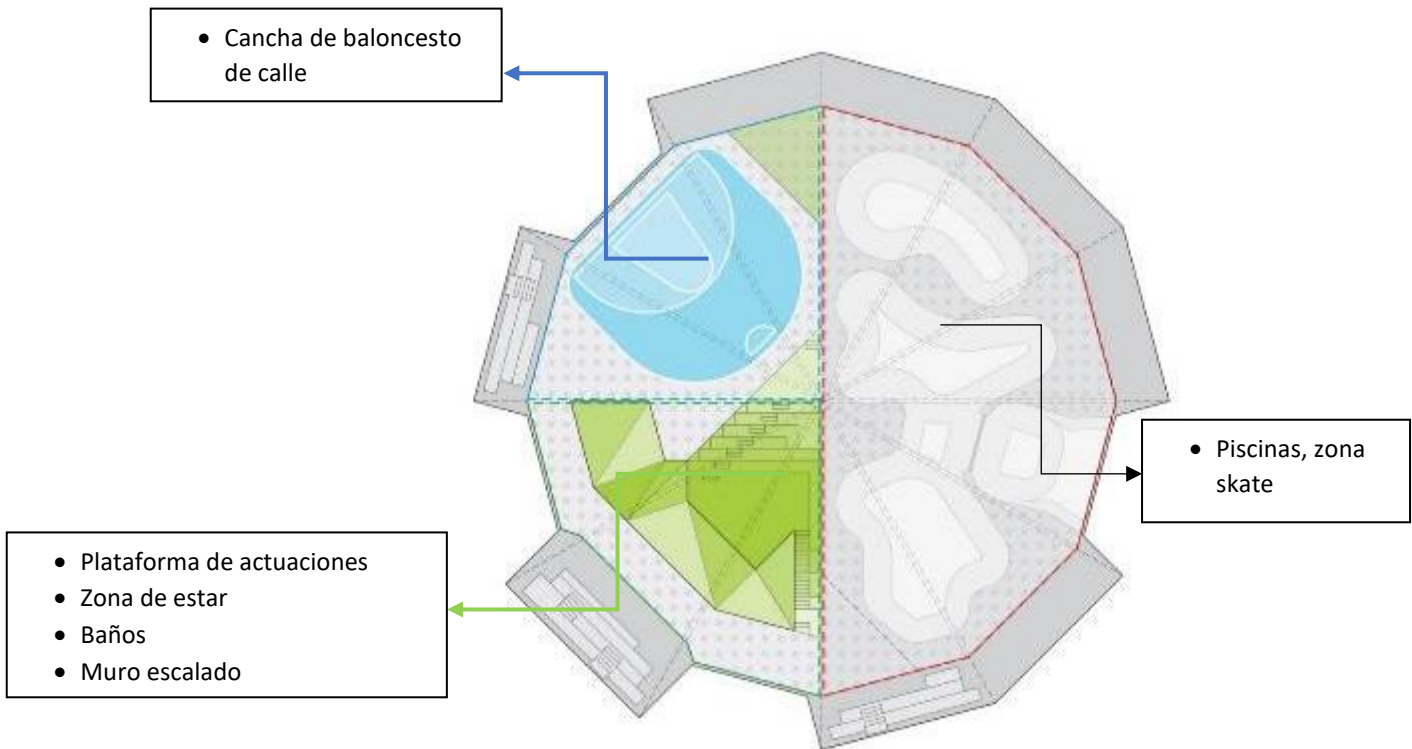 • Cancha de baloncesto
de calle
• Piscinas, zona
skate
• Plataforma de actuaciones
• Zona de estar
• Baños
• Muro escalado